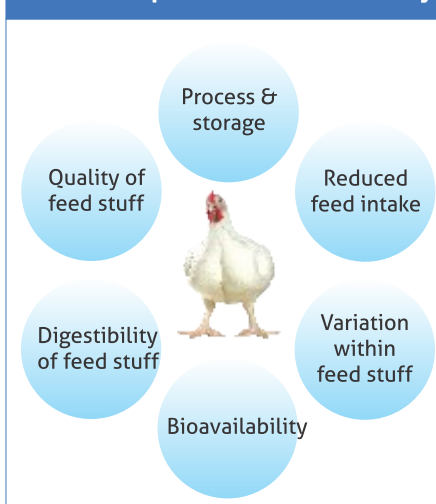 Process &
storage
Quality of
feed stuff
Reduced
feed intake
Digestibility
of feed stuff
Variation
within
feed stuff
Bioavailability